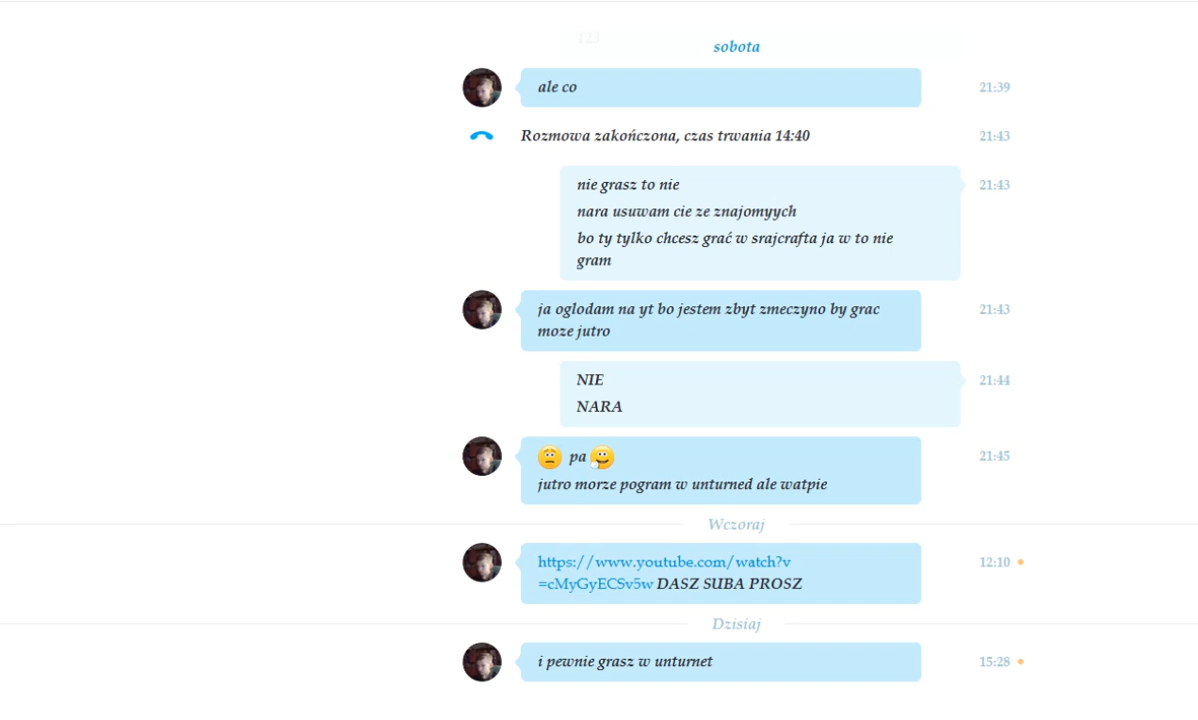 123
sobota
ale co
21:39
Rozmowa zakończona, czas trwania 14:40
21:43
nie grasz to nie
21:43
nara usuwam cie ze znajomyych
bo ty tylko chcesz grać w srajcrafta ja w to nie
gram
ja oglodam na yt bo jestem zbyt zmeczyno by grac
21:43
moze jutro
NIE
21:44
NARA
pa
21:45
jutro morze pogram w unturned ale watpie
Wczoraj
https://www.youtube.com/watch?v
12:10
=cMyGyECSv5w DASZ SUBA PROSZ
Dzisiaj
i pewnie grasz w unturnet
15:28